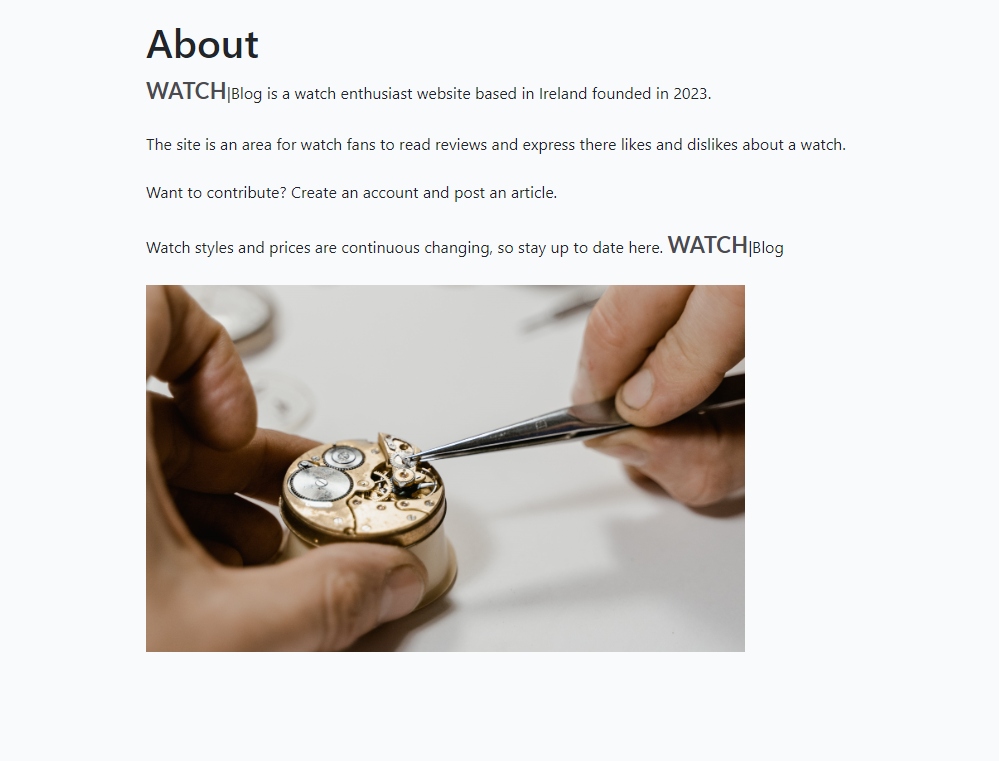 About
WATCH|Blog is a watch enthusiast website based in Ireland founded in 2023.
The site is an area for watch fans to read reviews and express there likes and dislikes about a watch.
Want to contribute? Create an account and post an article.
Watch styles and prices are continuous changing, so stay up to date here. WATCH|Blog